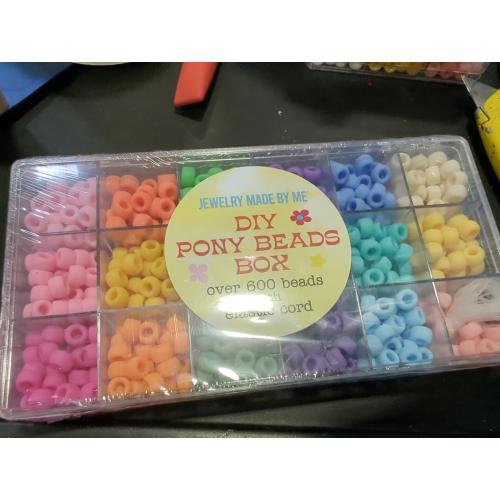 JEWELRY MADE BY ME
DIY
PONY BEADS
BOX
over 600 beads
elastic cord